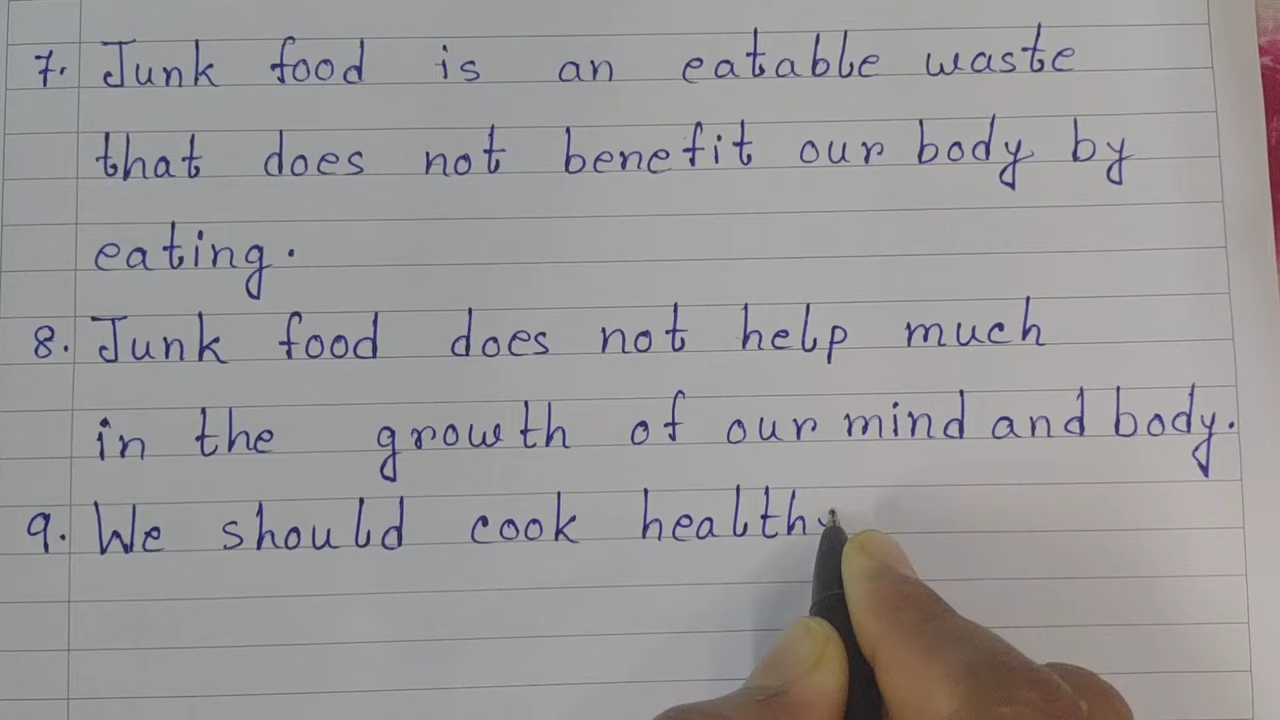 7. Junk food is an eatable waste
that does not benefit our body by
eating.
8. Junk food does not help much
in the growth of our mind and body.
9. We should cook healthy